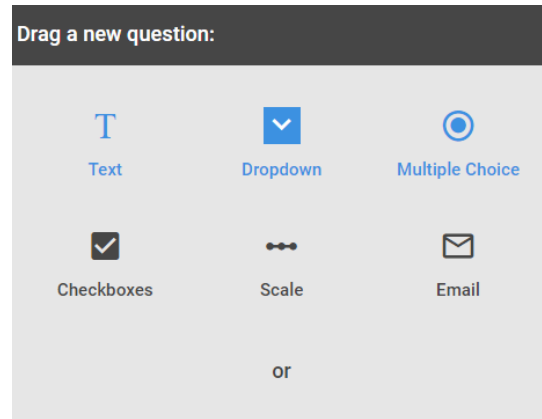 Drag a new question:
Text Dropdown Multiple Choice
Checkboxes Scale Email
or